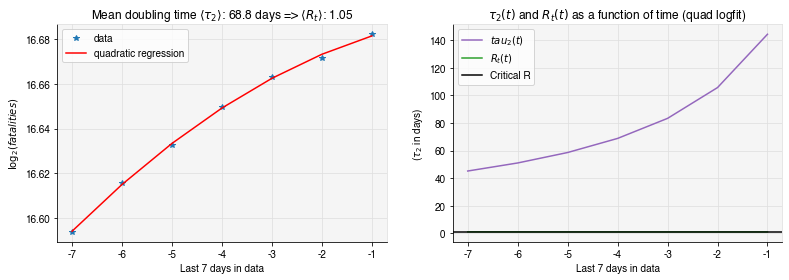 Mean doubling time ⟨τ₂⟩: 68.8 days => ⟨Rₜ⟩: 1.05
data
quadratic regression
log₂(fatalities)
16.68
16.66
16.64
16.62
16.60
-7 -6 -5 -4 -3 -2 -1
Last 7 days in data
τ₂(t) and Rₜ(t) as a function of time (quad logfit)
tau₂(t)
Rₜ(t)
Critical R
(τ₂ in days)
140
120
100
80
60
40
20
0
-7 -6 -5 -4 -3 -2 -1
Last 7 days in data